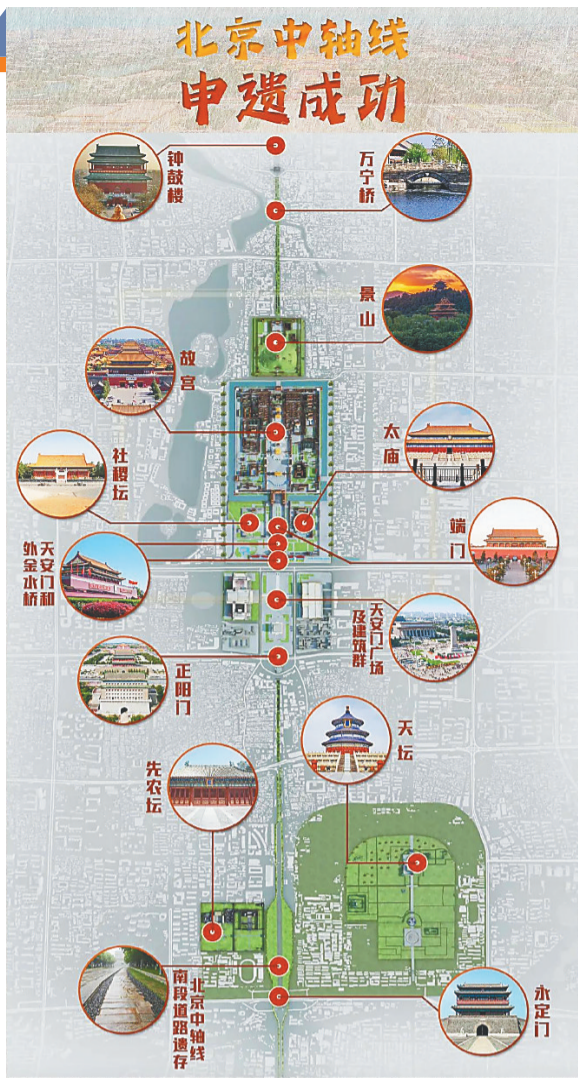 北京中轴线
申遗成功
钟鼓楼
万宁桥
景山
故宫
太庙
社稷坛
端门
天安门和
外金水桥
天安门广场
及建筑群
正阳门
天坛
先农坛
北京中轴线
南段道路遗存
永定门